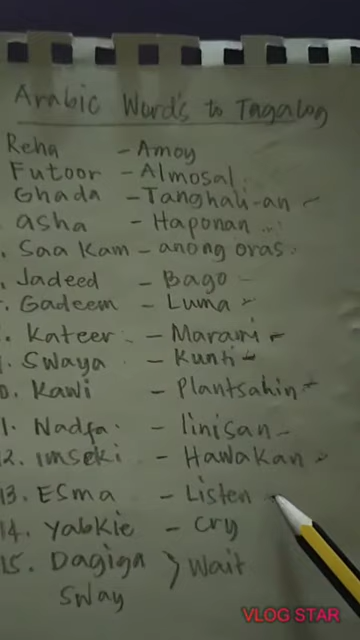 Arabic Word's to Tagalog
Reha - Amoy
Futoor - Almosal
Ghada - Tanghali-an
asha - Haponan
. Saa Kam - anong oras
. Jadeed - Bago
. Gadeem - Luma
. Kateer - Marami
. Swaya - Kunti
0. Kawi - Plantsahin
1. Nadfa - linisan
12. imseki - Hawakan
13. Esma - Listen
14. Yabkie - Cry
15. Dagiga } Wait
Sway
VLOG STAR